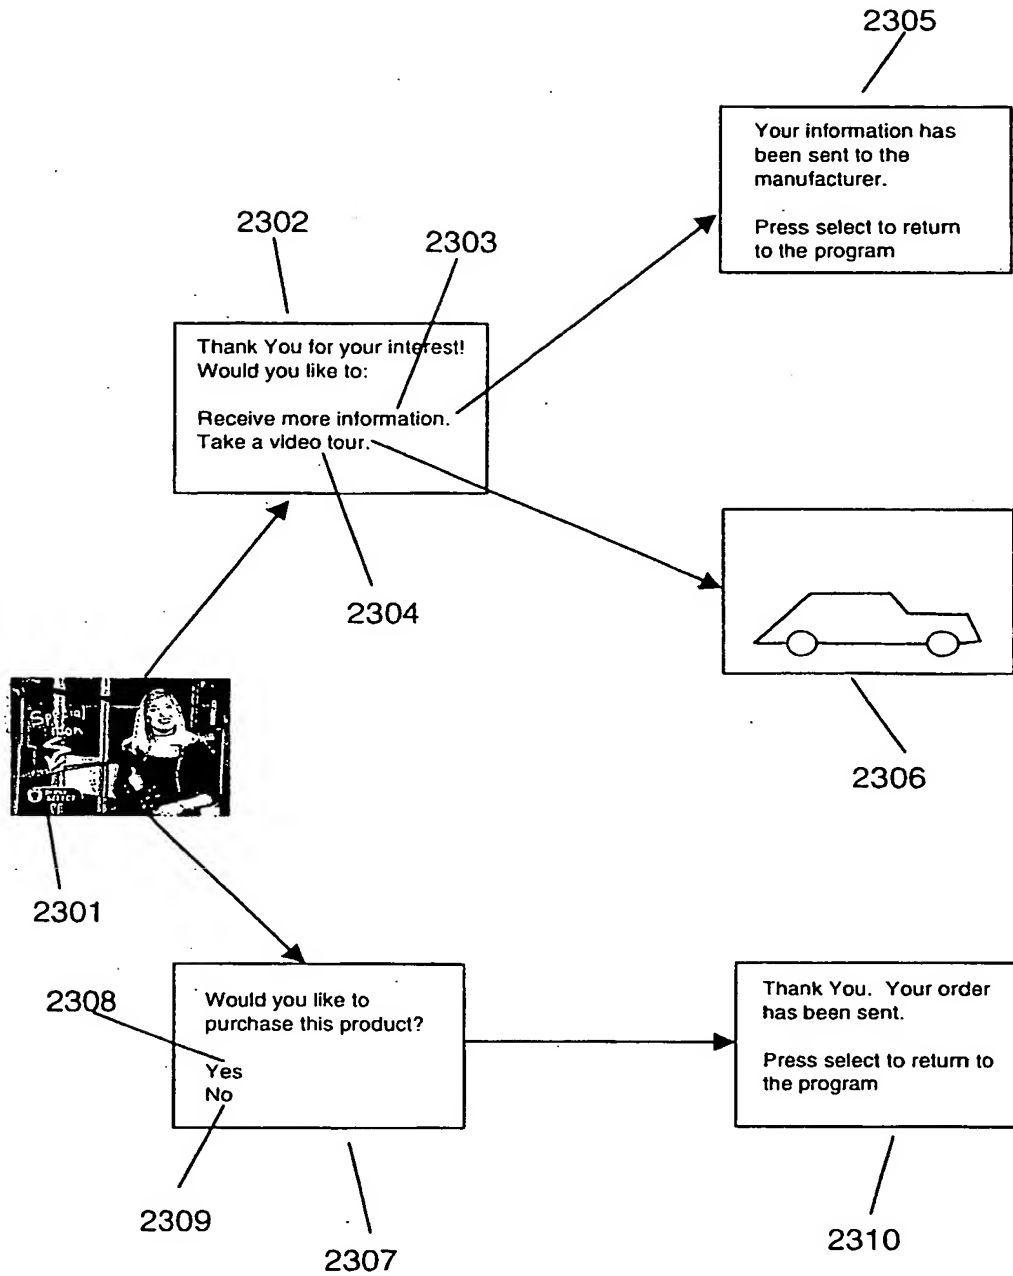 2305
Your information has
been sent to the
manufacturer.
Press select to return
to the program
2302
2303
Thank You for your interest!
Would you like to:
Receive more information.
Take a video tour.
2304
2306
2301
2308
Would you like to
purchase this product?
Yes
No
2309
2307
Thank You. Your order
has been sent.
Press select to return to
the program
2310